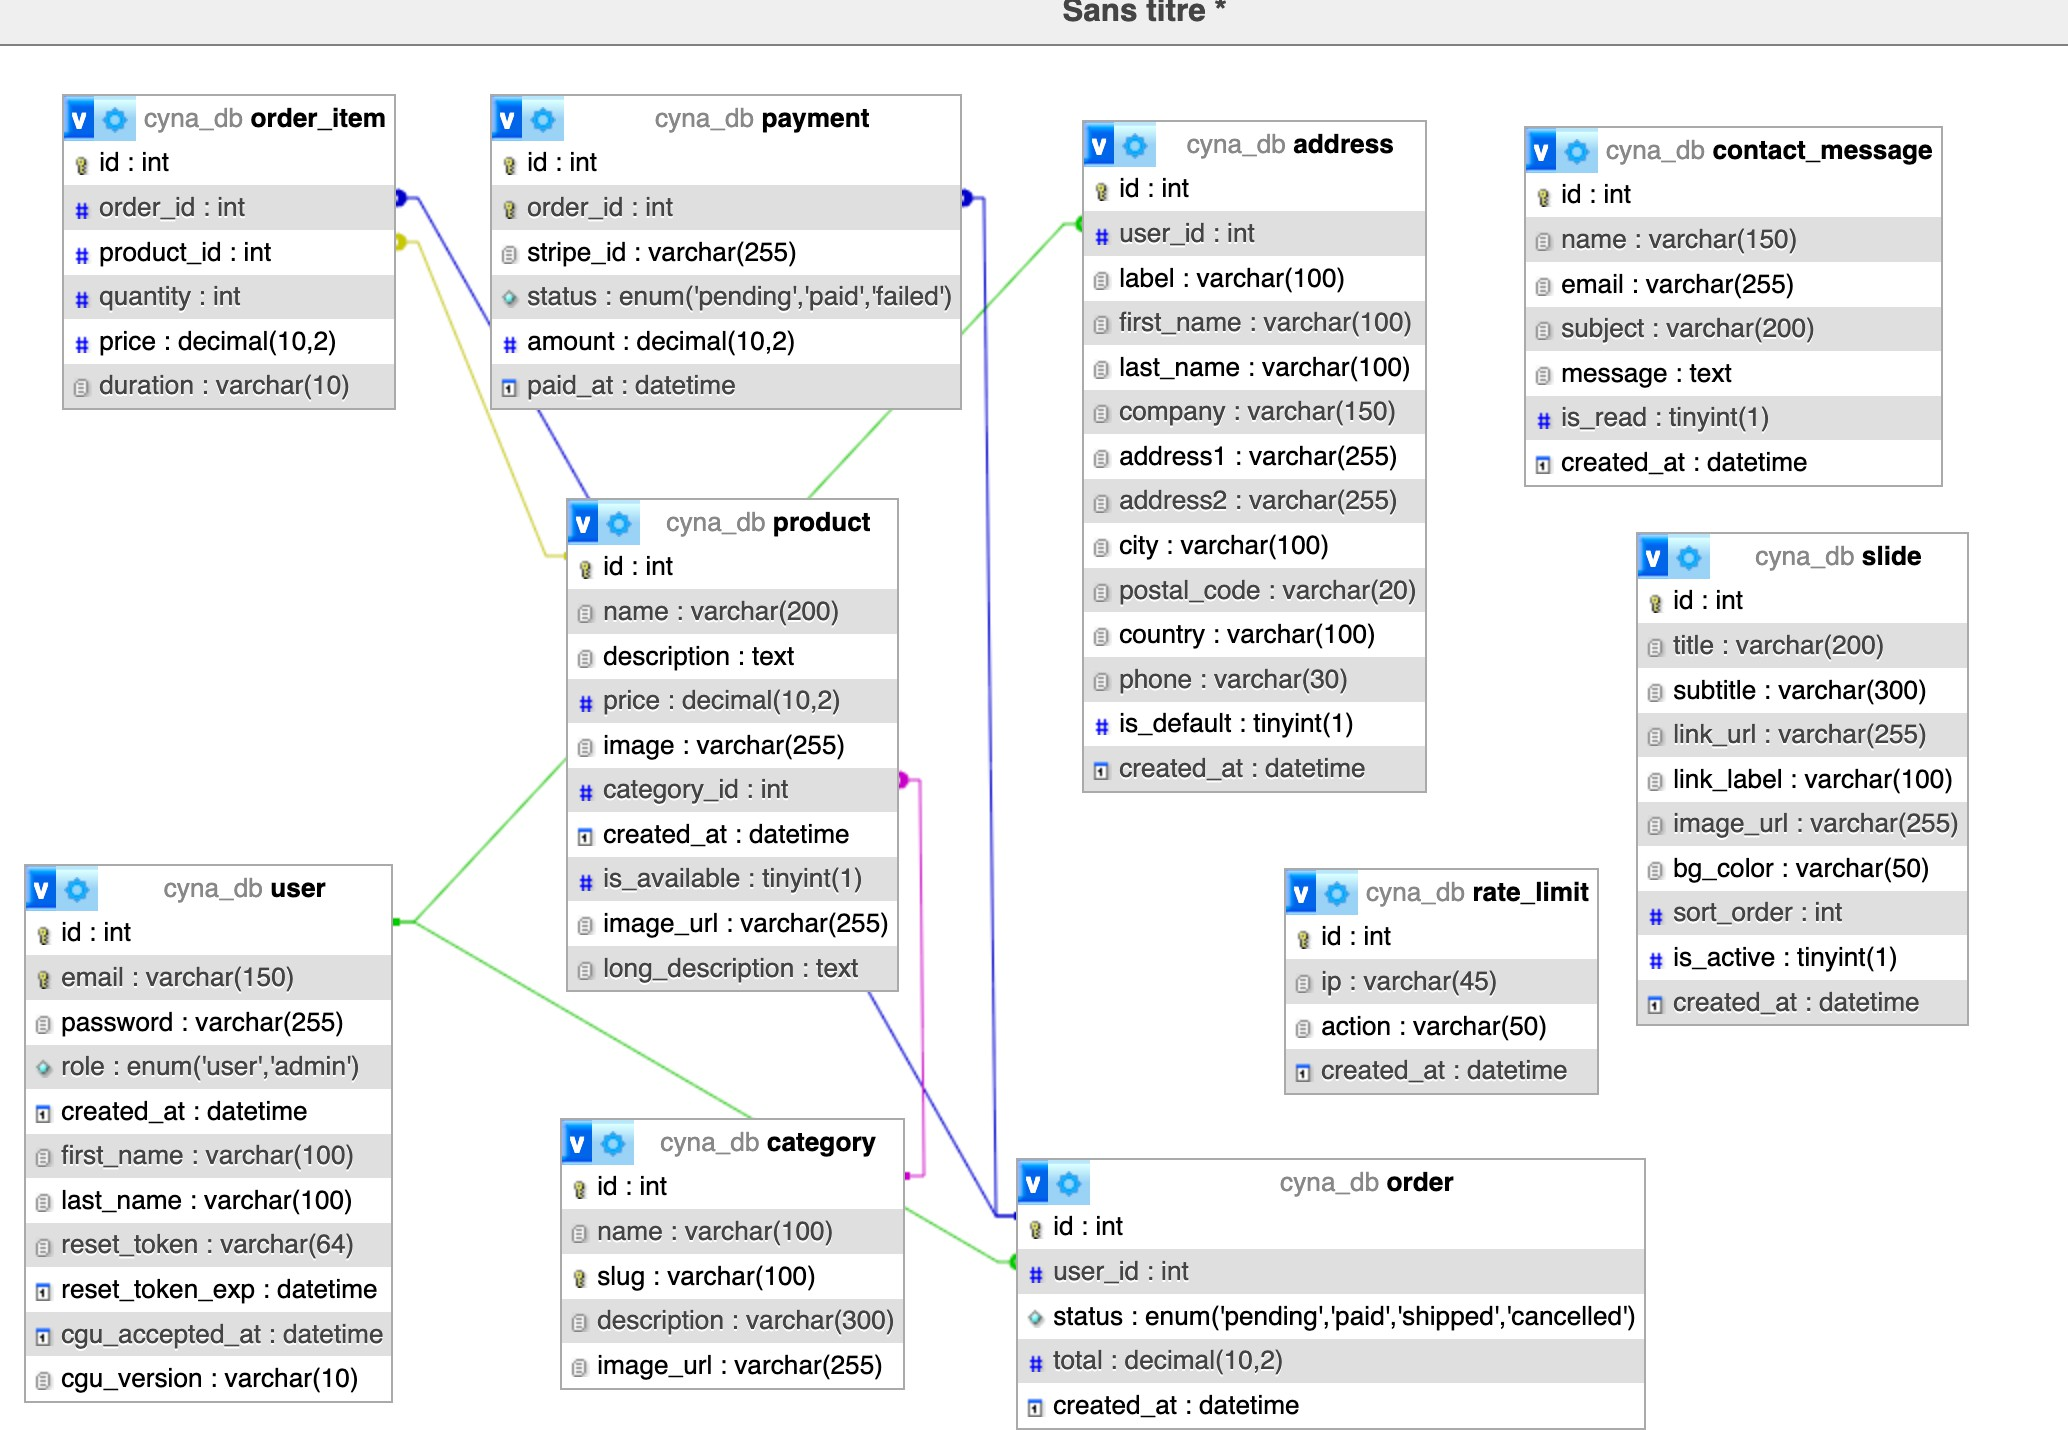 Sans titre *
cyna_db order_item
id : int
order_id : int
product_id : int
quantity : int
price : decimal(10,2)
duration : varchar(10)
cyna_db payment
id : int
order_id : int
stripe_id : varchar(255)
status : enum('pending','paid','failed')
amount : decimal(10,2)
paid_at : datetime
cyna_db address
id : int
user_id : int
label : varchar(100)
first_name : varchar(100)
last_name : varchar(100)
company : varchar(150)
address1 : varchar(255)
address2 : varchar(255)
city : varchar(100)
postal_code : varchar(20)
country : varchar(100)
phone : varchar(30)
is_default : tinyint(1)
created_at : datetime
cyna_db contact_message
id : int
name : varchar(150)
email : varchar(255)
subject : varchar(200)
message : text
is_read : tinyint(1)
created_at : datetime
cyna_db product
id : int
name : varchar(200)
description : text
price : decimal(10,2)
image : varchar(255)
category_id : int
created_at : datetime
is_available : tinyint(1)
image_url : varchar(255)
long_description : text
cyna_db slide
id : int
title : varchar(200)
subtitle : varchar(300)
link_url : varchar(255)
link_label : varchar(100)
image_url : varchar(255)
bg_color : varchar(50)
sort_order : int
is_active : tinyint(1)
created_at : datetime
cyna_db user
id : int
email : varchar(150)
password : varchar(255)
role : enum('user','admin')
created_at : datetime
first_name : varchar(100)
last_name : varchar(100)
reset_token : varchar(64)
reset_token_exp : datetime
cgu_accepted_at : datetime
cgu_version : varchar(10)
cyna_db rate_limit
id : int
ip : varchar(45)
action : varchar(50)
created_at : datetime
cyna_db category
id : int
name : varchar(100)
slug : varchar(100)
description : varchar(300)
image_url : varchar(255)
cyna_db order
id : int
user_id : int
status : enum('pending','paid','shipped','cancelled')
total : decimal(10,2)
created_at : datetime